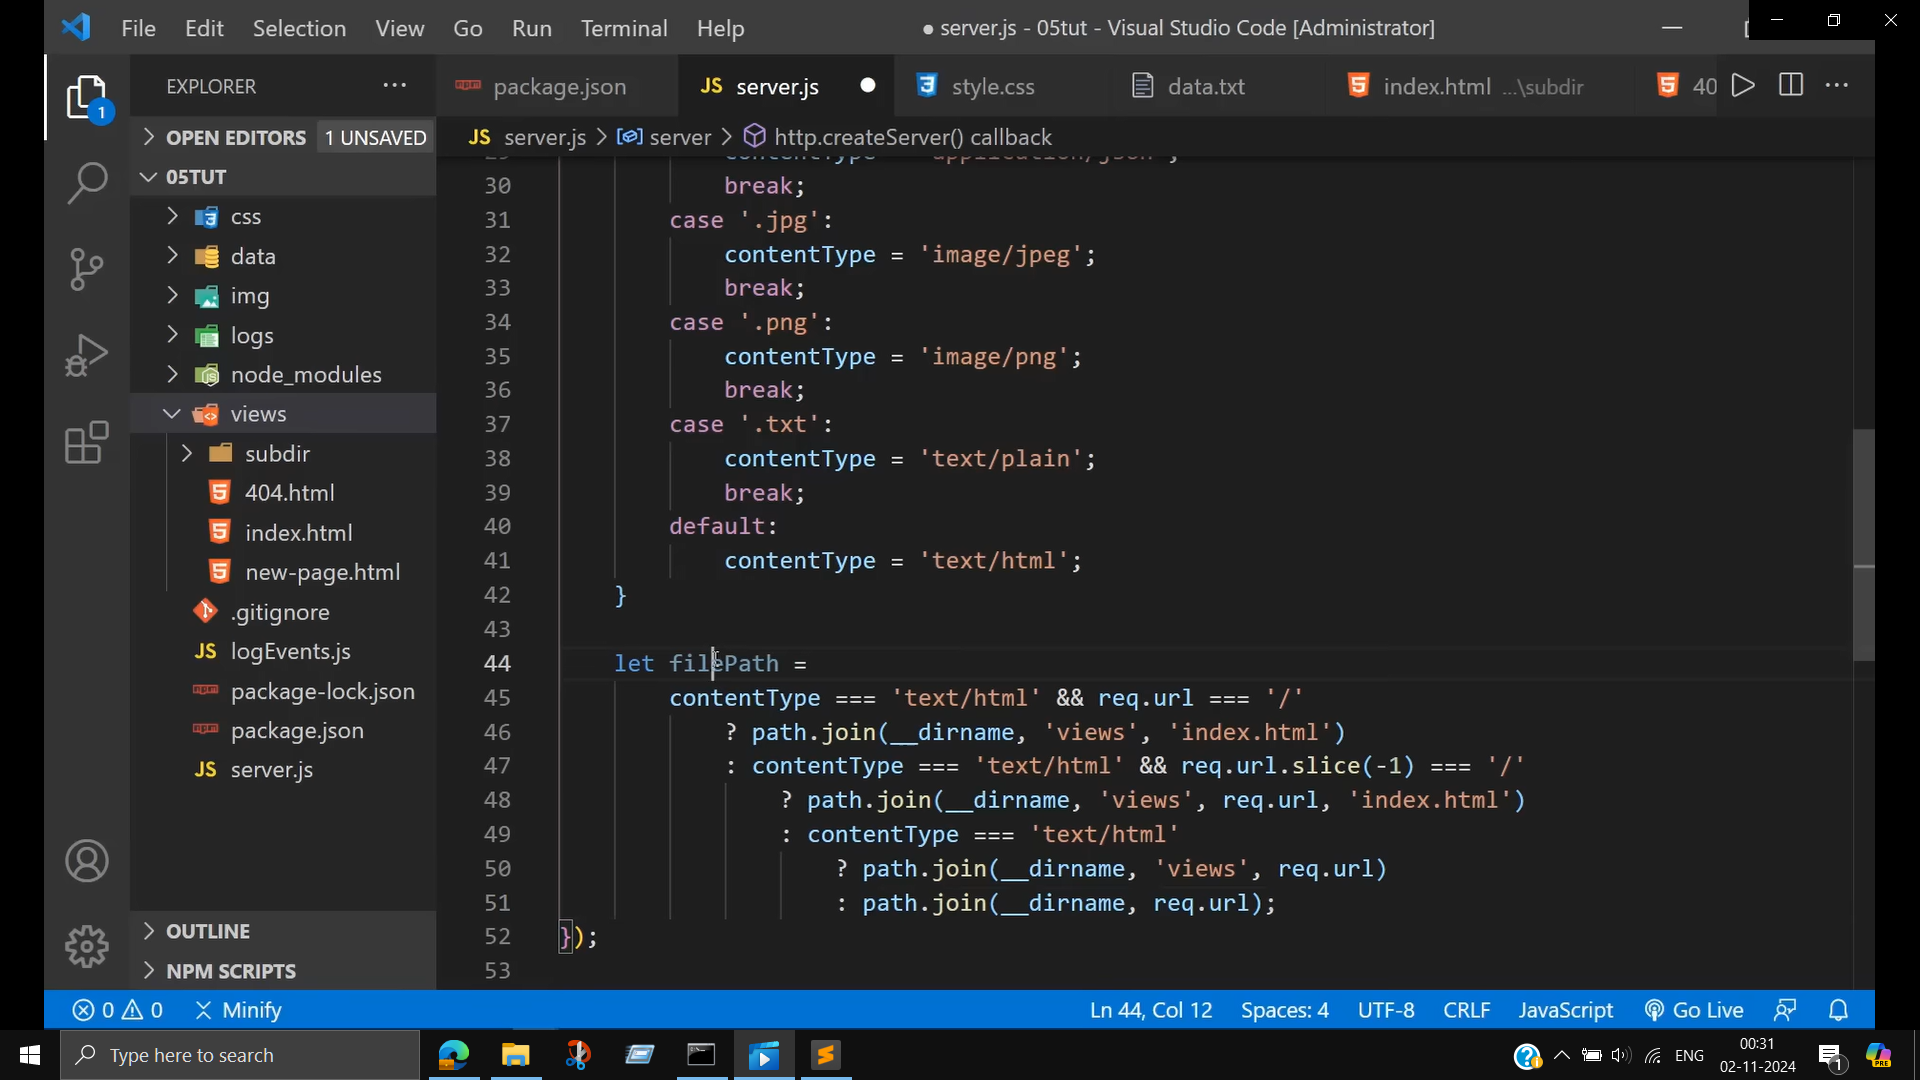 File Edit Selection View Go Run Terminal Help ● server.js - 05tut - Visual Studio Code [Administrator]
EXPLORER ···
package.json
JS server.js
style.css
data.txt
index.html ...\subdir
40
OPEN EDITORS 1 UNSAVED
JS server.js > server > http.createServer() callback
05TUT
css
data
img
logs
node_modules
views
subdir
404.html
index.html
new-page.html
.gitignore
JS logEvents.js
package-lock.json
package.json
JS server.js
OUTLINE
NPM SCRIPTS
29 contentType = 'application/json';
30 break;
31 case '.jpg':
32 contentType = 'image/jpeg';
33 break;
34 case '.png':
35 contentType = 'image/png';
36 break;
37 case '.txt':
38 contentType = 'text/plain';
39 break;
40 default:
41 contentType = 'text/html';
42 }
43
44 let filePath =
45 contentType === 'text/html' && req.url === '/'
46 ? path.join(__dirname, 'views', 'index.html')
47 : contentType === 'text/html' && req.url.slice(-1) === '/'
48 ? path.join(__dirname, 'views', req.url, 'index.html')
49 : contentType === 'text/html'
50 ? path.join(__dirname, 'views', req.url)
51 : path.join(__dirname, req.url);
52 });
53
0 0 Minify Ln 44, Col 12 Spaces: 4 UTF-8 CRLF JavaScript Go Live
Type here to search
ENG
00:31
02-11-2024
1
PRE